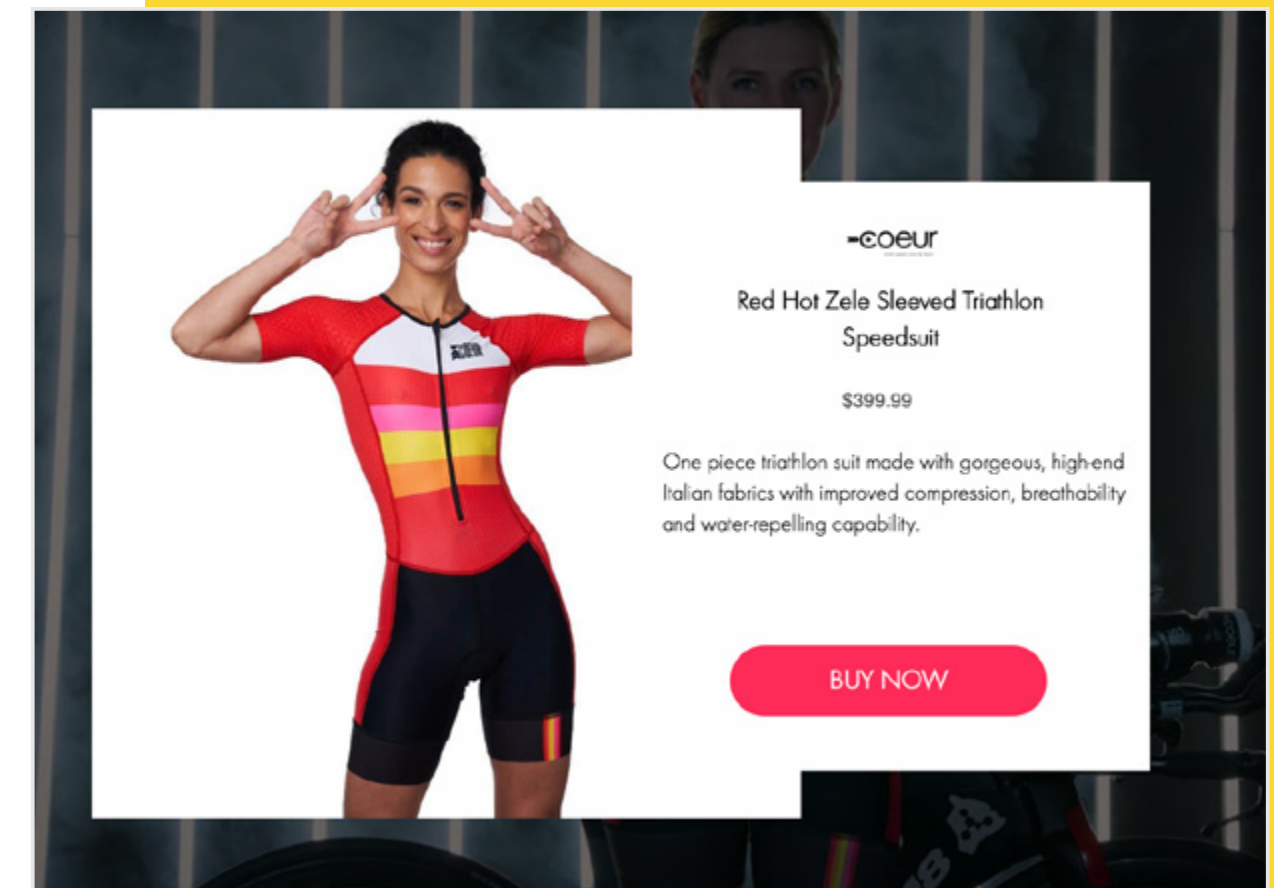 coeur
Red Hot Zele Sleeved Triathlon
Speedsuit
$399.99
One piece triathlon suit made with gorgeous, high-end
Italian fabrics with improved compression, breathability
and water-repelling capability.
BUY NOW